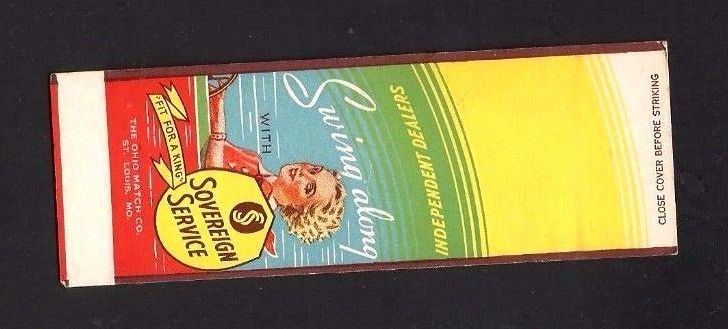 CLOSE COVER BEFORE STRIKING
INDEPENDENT DEALERS
Swing along
WITH
SOVEREIGN
SERVICE
"FIT FOR A KING"
THE OHIO MATCH CO.
ST. LOUIS, MO.